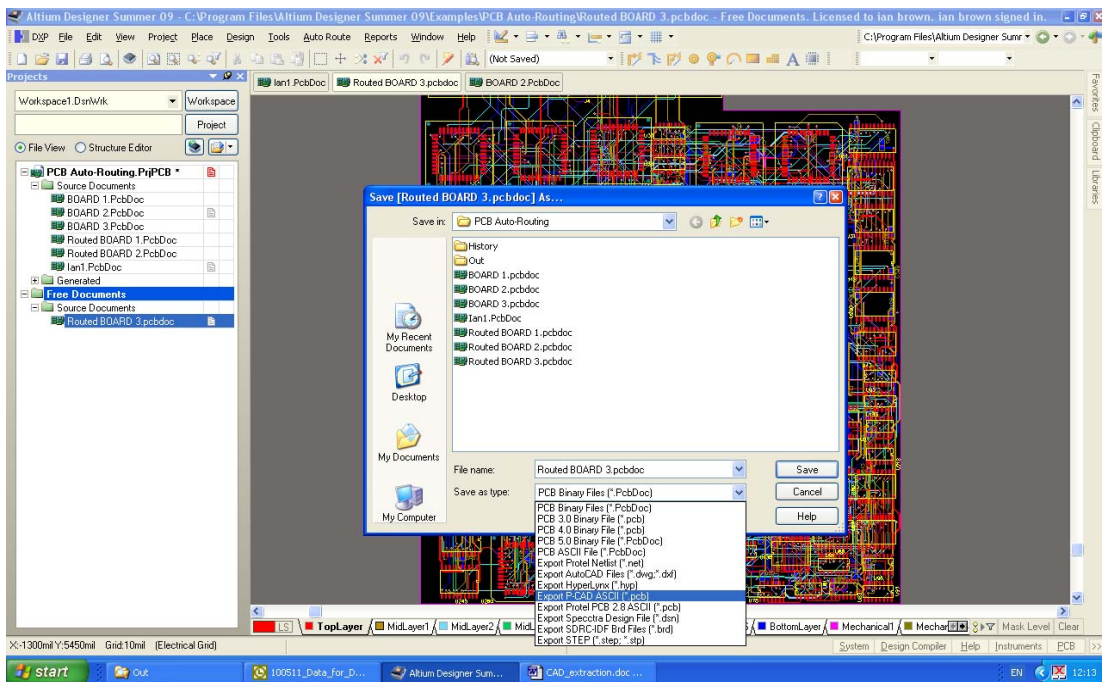 Altium Designer Summer 09 - C:\Program Files\Altium Designer Summer 09\Examples\PCB Auto-Routing\Routed BOARD 3.pcbdoc - Free Documents. Licensed to ian brown. ian brown signed in.
DXP File Edit View Project Place Design Tools Auto Route Reports Window Help C:\Program Files\Altium Designer Sumr
(Not Saved)
Projects
Ian1.PcbDoc Routed BOARD 3.pcbdoc BOARD 2.PcbDoc
Workspace1.DsnWrk Workspace
Project
File View Structure Editor
PCB Auto-Routing.PrjPCB *
Source Documents
BOARD 1.PcbDoc
BOARD 2.PcbDoc
BOARD 3.PcbDoc
Routed BOARD 1.PcbDoc
Routed BOARD 2.PcbDoc
Ian1.PcbDoc
Generated
Free Documents
Source Documents
Routed BOARD 3.pcbdoc
Favorites
Clipboard
Libraries
Save [Routed BOARD 3.pcbdoc] As...
Save in: PCB Auto-Routing
History
Out
BOARD 1.pcbdoc
BOARD 2.pcbdoc
BOARD 3.pcbdoc
Ian1.PcbDoc
Routed BOARD 1.pcbdoc
Routed BOARD 2.pcbdoc
Routed BOARD 3.pcbdoc
My Recent Documents
Desktop
My Documents
My Computer
File name: Routed BOARD 3.pcbdoc Save
Save as type: PCB Binary Files (*.PcbDoc) Cancel
Help
PCB Binary Files (*.PcbDoc)
PCB 3.0 Binary File (*.pcb)
PCB 4.0 Binary File (*.pcb)
PCB 5.0 Binary File (*.PcbDoc)
PCB ASCII File (*.PcbDoc)
Export Protel Netlist (*.net)
Export AutoCAD Files (*.dwg;*.dxf)
Export HyperLynx (*.hyp)
Export P-CAD ASCII (*.pcb)
Export Protel PCB 2.8 ASCII (*.pcb)
Export Specctra Design File (*.dsn)
Export SDRC-IDF Brd Files (*.brd)
Export STEP (*.step; *.stp)
LS TopLayer MidLayer1 MidLayer2 BottomLayer Mechanical1 Mask Level Clear
X:-1300mil Y:5450mil Grid:10mil (Electrical Grid) System Design Compiler Help Instruments PCB >>
start Out 100511_Data_for_D... Altium Designer Sum... CAD_extraction.doc ... EN 12:13